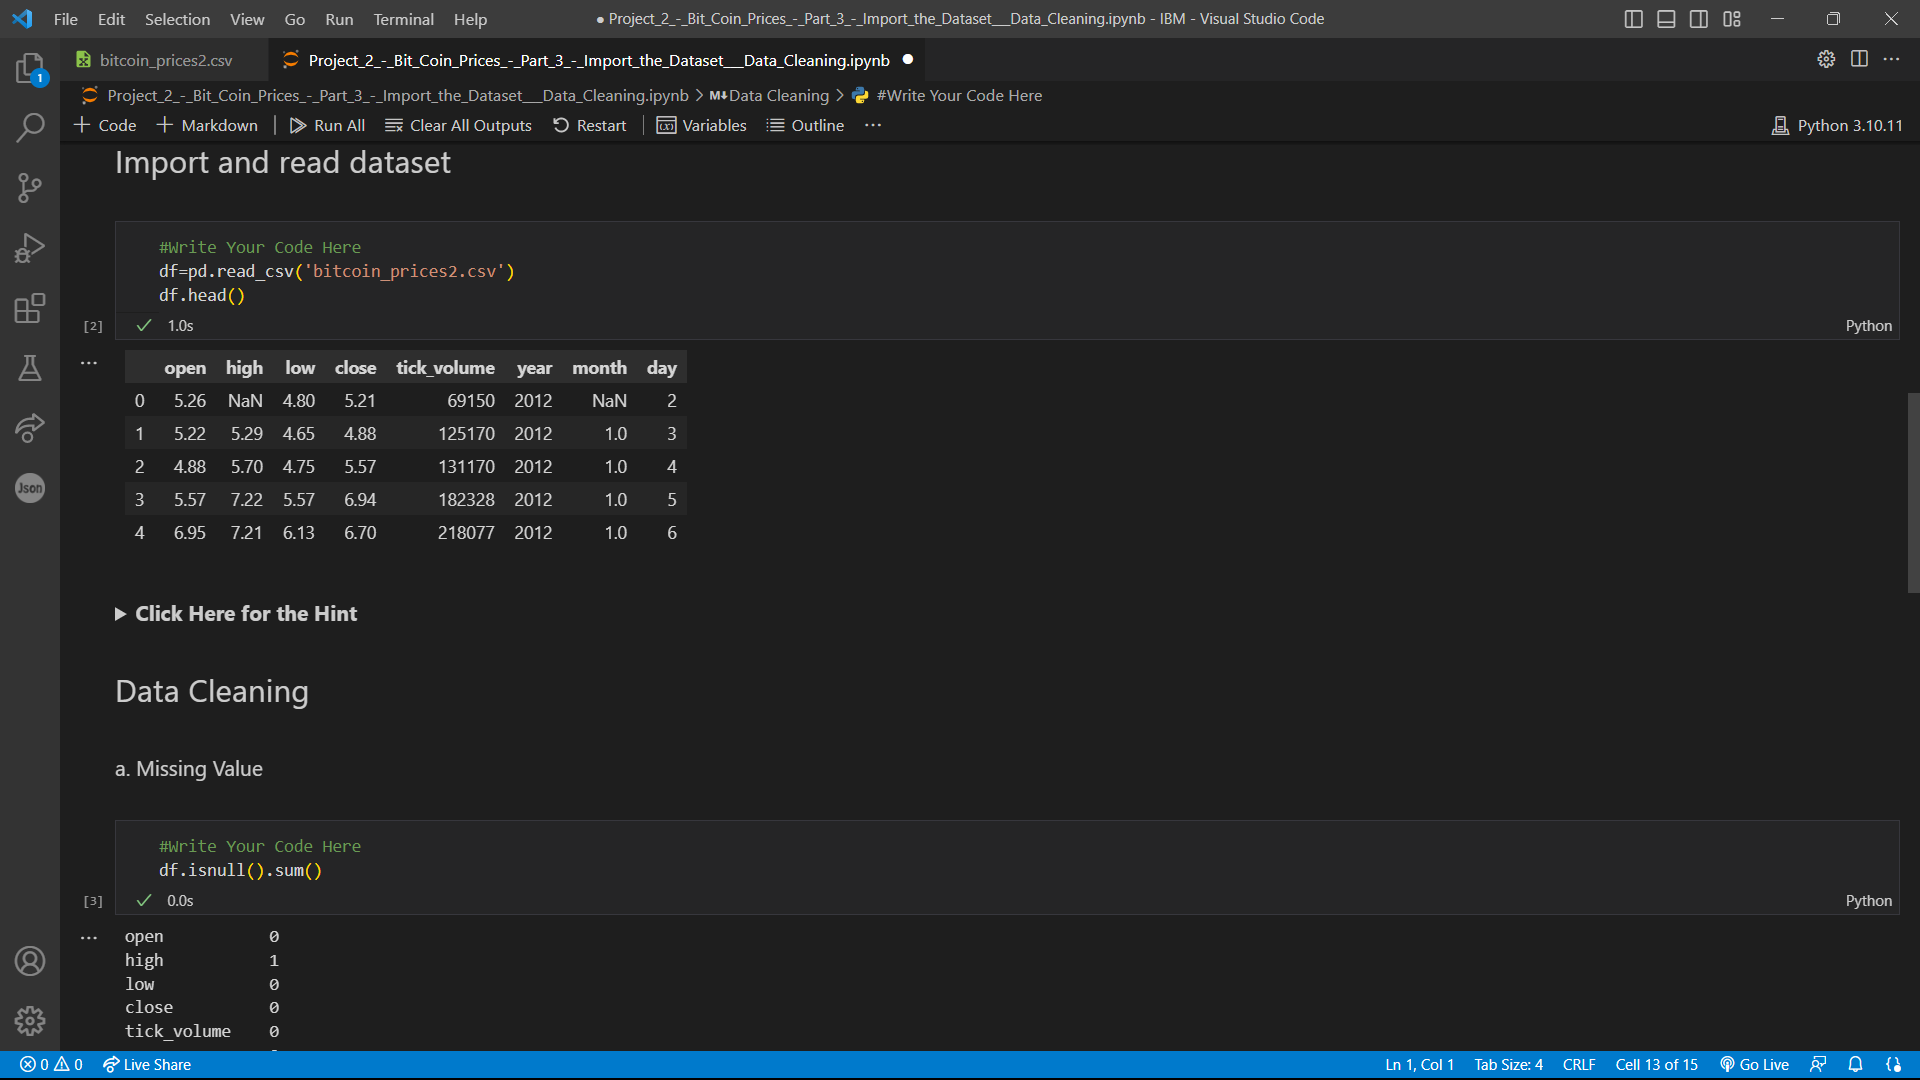 File Edit Selection View Go Run Terminal Help ● Project_2_-_Bit_Coin_Prices_-_Part_3_-_Import_the_Dataset___Data_Cleaning.ipynb - IBM - Visual Studio Code
bitcoin_prices2.csv Project_2_-_Bit_Coin_Prices_-_Part_3_-_Import_the_Dataset___Data_Cleaning.ipynb
1
Project_2_-_Bit_Coin_Prices_-_Part_3_-_Import_the_Dataset___Data_Cleaning.ipynb > M↓Data Cleaning > #Write Your Code Here
+ Code + Markdown | Run All Clear All Outputs Restart | (x) Variables Outline ··· Python 3.10.11
Import and read dataset
#Write Your Code Here
df=pd.read_csv('bitcoin_prices2.csv')
df.head()
[2] ✓ 1.0s Python
··· open high low close tick_volume year month day
0 5.26 NaN 4.80 5.21 69150 2012 NaN 2
1 5.22 5.29 4.65 4.88 125170 2012 1.0 3
2 4.88 5.70 4.75 5.57 131170 2012 1.0 4
3 5.57 7.22 5.57 6.94 182328 2012 1.0 5
4 6.95 7.21 6.13 6.70 218077 2012 1.0 6
Json
▶ Click Here for the Hint
Data Cleaning
a. Missing Value
#Write Your Code Here
df.isnull().sum()
[3] ✓ 0.0s Python
··· open 0
high 1
low 0
close 0
tick_volume 0
0 0 Live Share Ln 1, Col 1 Tab Size: 4 CRLF Cell 13 of 15 Go Live